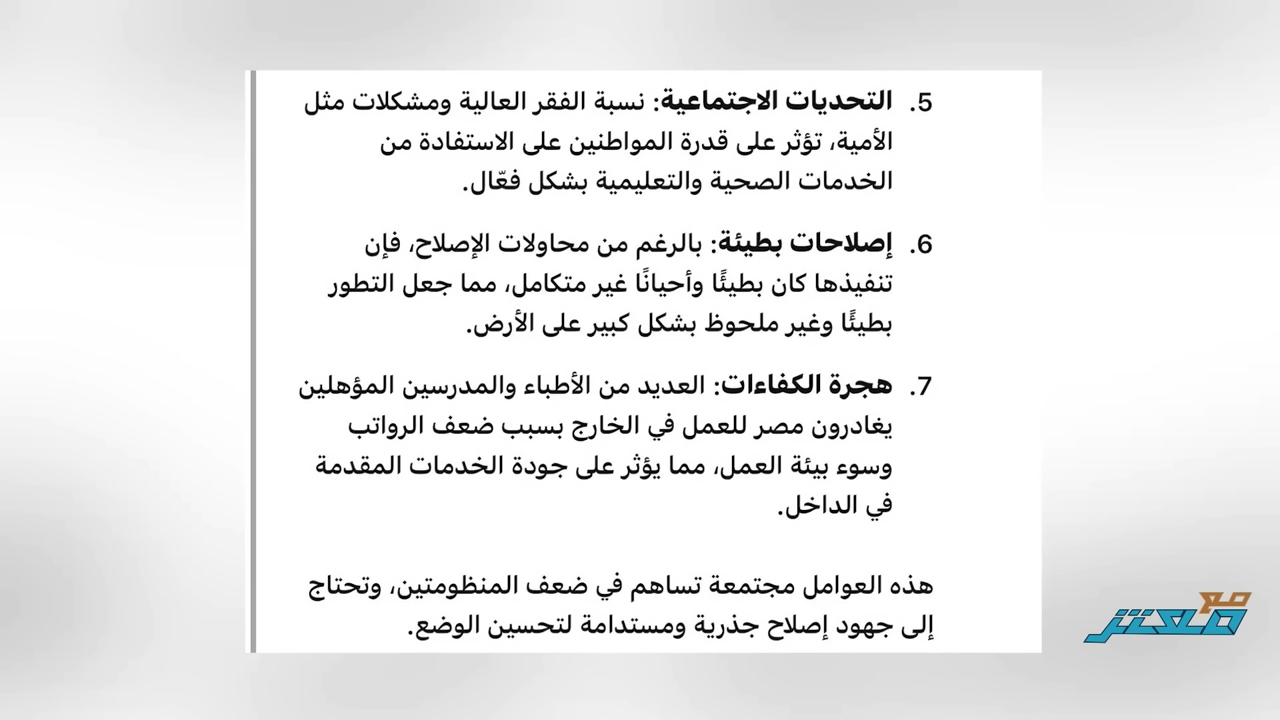 5. التحديات الاجتماعية: نسبة الفقر العالية ومشكلات مثل
الأمية، تؤثر على قدرة المواطنين على الاستفادة من
الخدمات الصحية والتعليمية بشكل فعّال.
6. إصلاحات بطيئة: بالرغم من محاولات الإصلاح، فإن
تنفيذها كان بطيئًا وأحيانًا غير متكامل، مما جعل التطور
بطيئًا وغير ملحوظ بشكل كبير على الأرض.
7. هجرة الكفاءات: العديد من الأطباء والمدرسين المؤهلين
يغادرون مصر للعمل في الخارج بسبب ضعف الرواتب
وسوء بيئة العمل، مما يؤثر على جودة الخدمات المقدمة
في الداخل.
هذه العوامل مجتمعة تساهم في ضعف المنظومتين، وتحتاج
إلى جهود إصلاح جذرية ومستدامة لتحسين الوضع.
مع
معتز